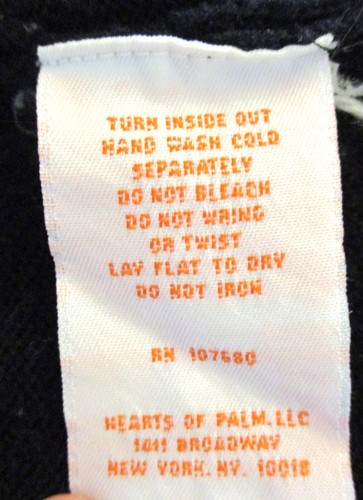 TURN INSIDE OUT
HAND WASH COLD
SEPARATELY
DO NOT BLEACH
DO NOT WRING
OR TWIST
LAY FLAT TO DRY
DO NOT IRON
RN 107680
HEARTS OF PALM. LLC
1411 BROADWAY
NEW YORK. NY. 10018